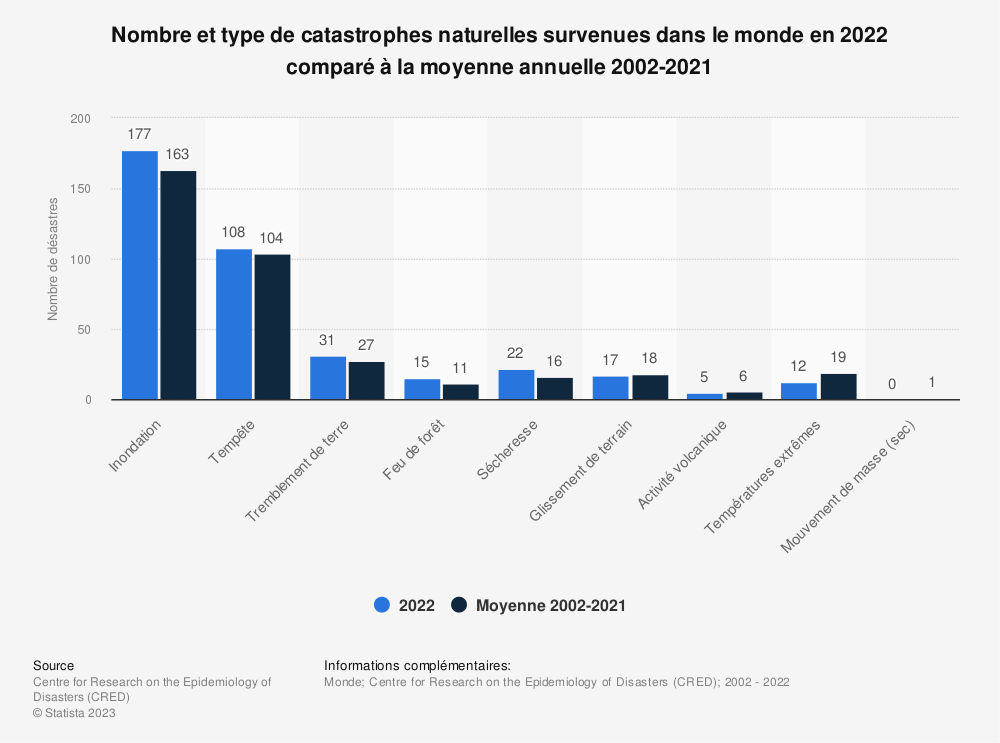 Nombre et type de catastrophes naturelles survenues dans le monde en 2022
comparé à la moyenne annuelle 2002-2021
Nombre de désastres
200
150
100
50
0
177
163
108
104
31
27
15
11
22
16
17
18
5
6
12
19
0
1
Inondation
Tempête
Tremblement de terre
Feu de forêt
Sécheresse
Glissement de terrain
Activité volcanique
Températures extrêmes
Mouvement de masse (sec)
2022
Moyenne 2002-2021
Source
Centre for Research on the Epidemiology of
Disasters (CRED)
© Statista 2023
Informations complémentaires:
Monde; Centre for Research on the Epidemiology of Disasters (CRED); 2002 - 2022